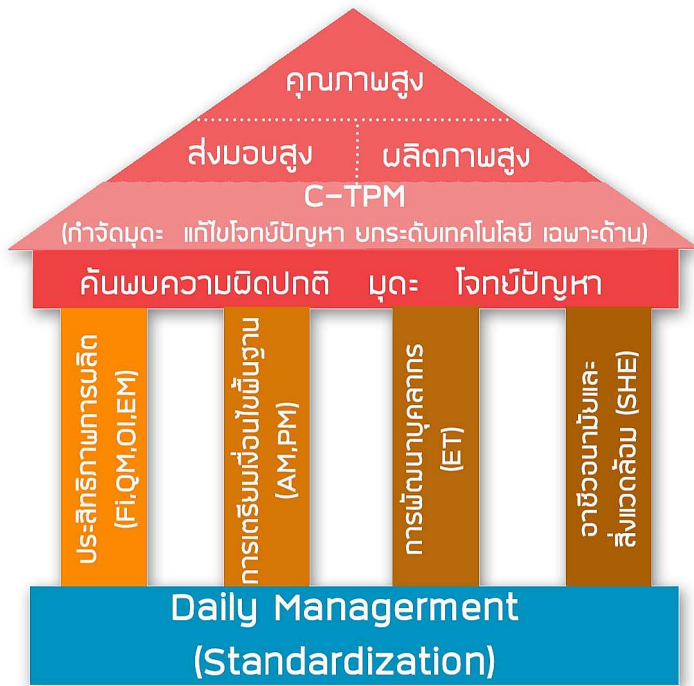 คุณภาพสูง
ส่งมอบสูง
ผลิตภาพสูง
C-TPM
(กำจัดมุดะ แก้ไขโจทย์ปัญหา ยกระดับเทคโนโลยี เฉพาะด้าน)
ค้นพบความผิดปกติ มุดะ โจทย์ปัญหา
ประสิทธิภาพการผลิต
(Fi,QM,OI,EM)
การเตรียมเงื่อนไขพื้นฐาน
(AM,PM)
การพัฒนาบุคลากร
(ET)
อาชีวอนามัยและ
สิ่งแวดล้อม (SHE)
Daily Managerment
(Standardization)